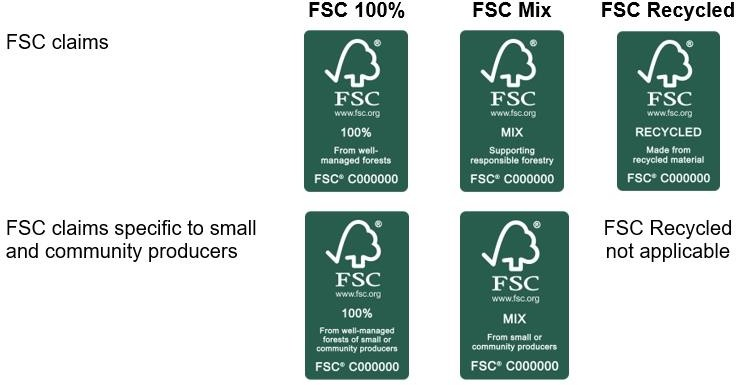 FSC 100%
FSC Mix
FSC Recycled
FSC claims
®
FSC
www.fsc.org
100%
From well-
managed forests
FSC® C000000
®
FSC
www.fsc.org
MIX
Supporting
responsible forestry
FSC® C000000
®
FSC
www.fsc.org
RECYCLED
Made from
recycled material
FSC® C000000
FSC claims specific to small
and community producers
®
FSC
www.fsc.org
100%
From well-managed
forests of small or
community producers
FSC® C000000
®
FSC
www.fsc.org
MIX
From small or
community producers
FSC® C000000
FSC Recycled
not applicable